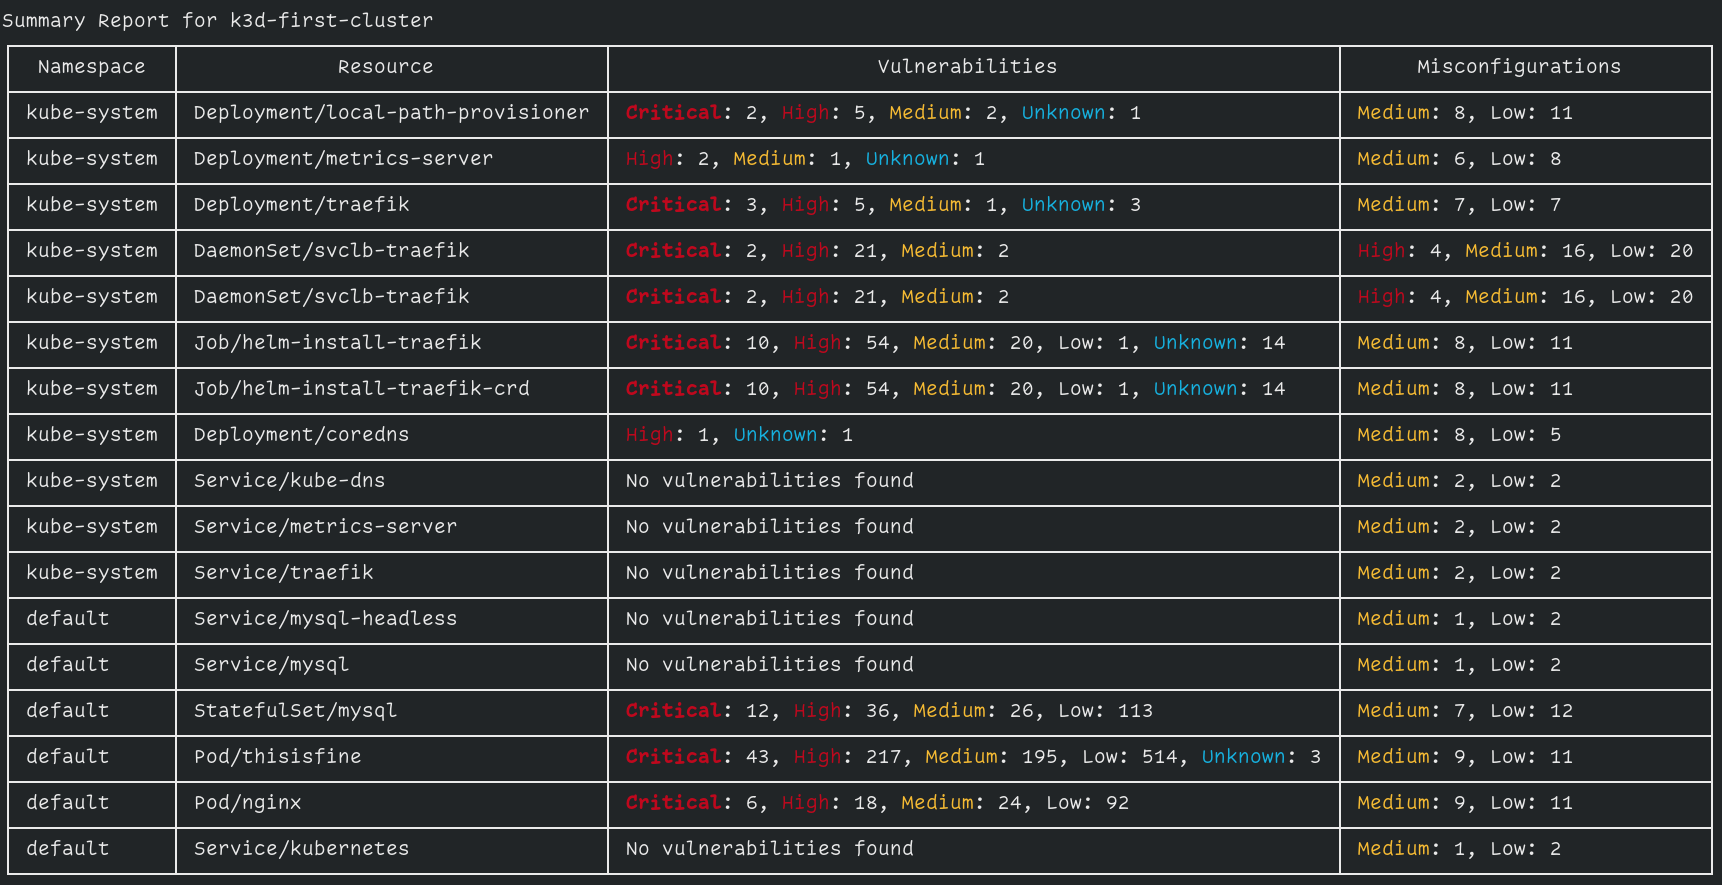 Summary Report for k3d-first-cluster
Namespace Resource Vulnerabilities Misconfigurations
kube-system Deployment/local-path-provisioner Critical: 2, High: 5, Medium: 2, Unknown: 1 Medium: 8, Low: 11
kube-system Deployment/metrics-server High: 2, Medium: 1, Unknown: 1 Medium: 6, Low: 8
kube-system Deployment/traefik Critical: 3, High: 5, Medium: 1, Unknown: 3 Medium: 7, Low: 7
kube-system DaemonSet/svclb-traefik Critical: 2, High: 21, Medium: 2 High: 4, Medium: 16, Low: 20
kube-system DaemonSet/svclb-traefik Critical: 2, High: 21, Medium: 2 High: 4, Medium: 16, Low: 20
kube-system Job/helm-install-traefik Critical: 10, High: 54, Medium: 20, Low: 1, Unknown: 14 Medium: 8, Low: 11
kube-system Job/helm-install-traefik-crd Critical: 10, High: 54, Medium: 20, Low: 1, Unknown: 14 Medium: 8, Low: 11
kube-system Deployment/coredns High: 1, Unknown: 1 Medium: 8, Low: 5
kube-system Service/kube-dns No vulnerabilities found Medium: 2, Low: 2
kube-system Service/metrics-server No vulnerabilities found Medium: 2, Low: 2
kube-system Service/traefik No vulnerabilities found Medium: 2, Low: 2
default Service/mysql-headless No vulnerabilities found Medium: 1, Low: 2
default Service/mysql No vulnerabilities found Medium: 1, Low: 2
default StatefulSet/mysql Critical: 12, High: 36, Medium: 26, Low: 113 Medium: 7, Low: 12
default Pod/thisisfine Critical: 43, High: 217, Medium: 195, Low: 514, Unknown: 3 Medium: 9, Low: 11
default Pod/nginx Critical: 6, High: 18, Medium: 24, Low: 92 Medium: 9, Low: 11
default Service/kubernetes No vulnerabilities found Medium: 1, Low: 2